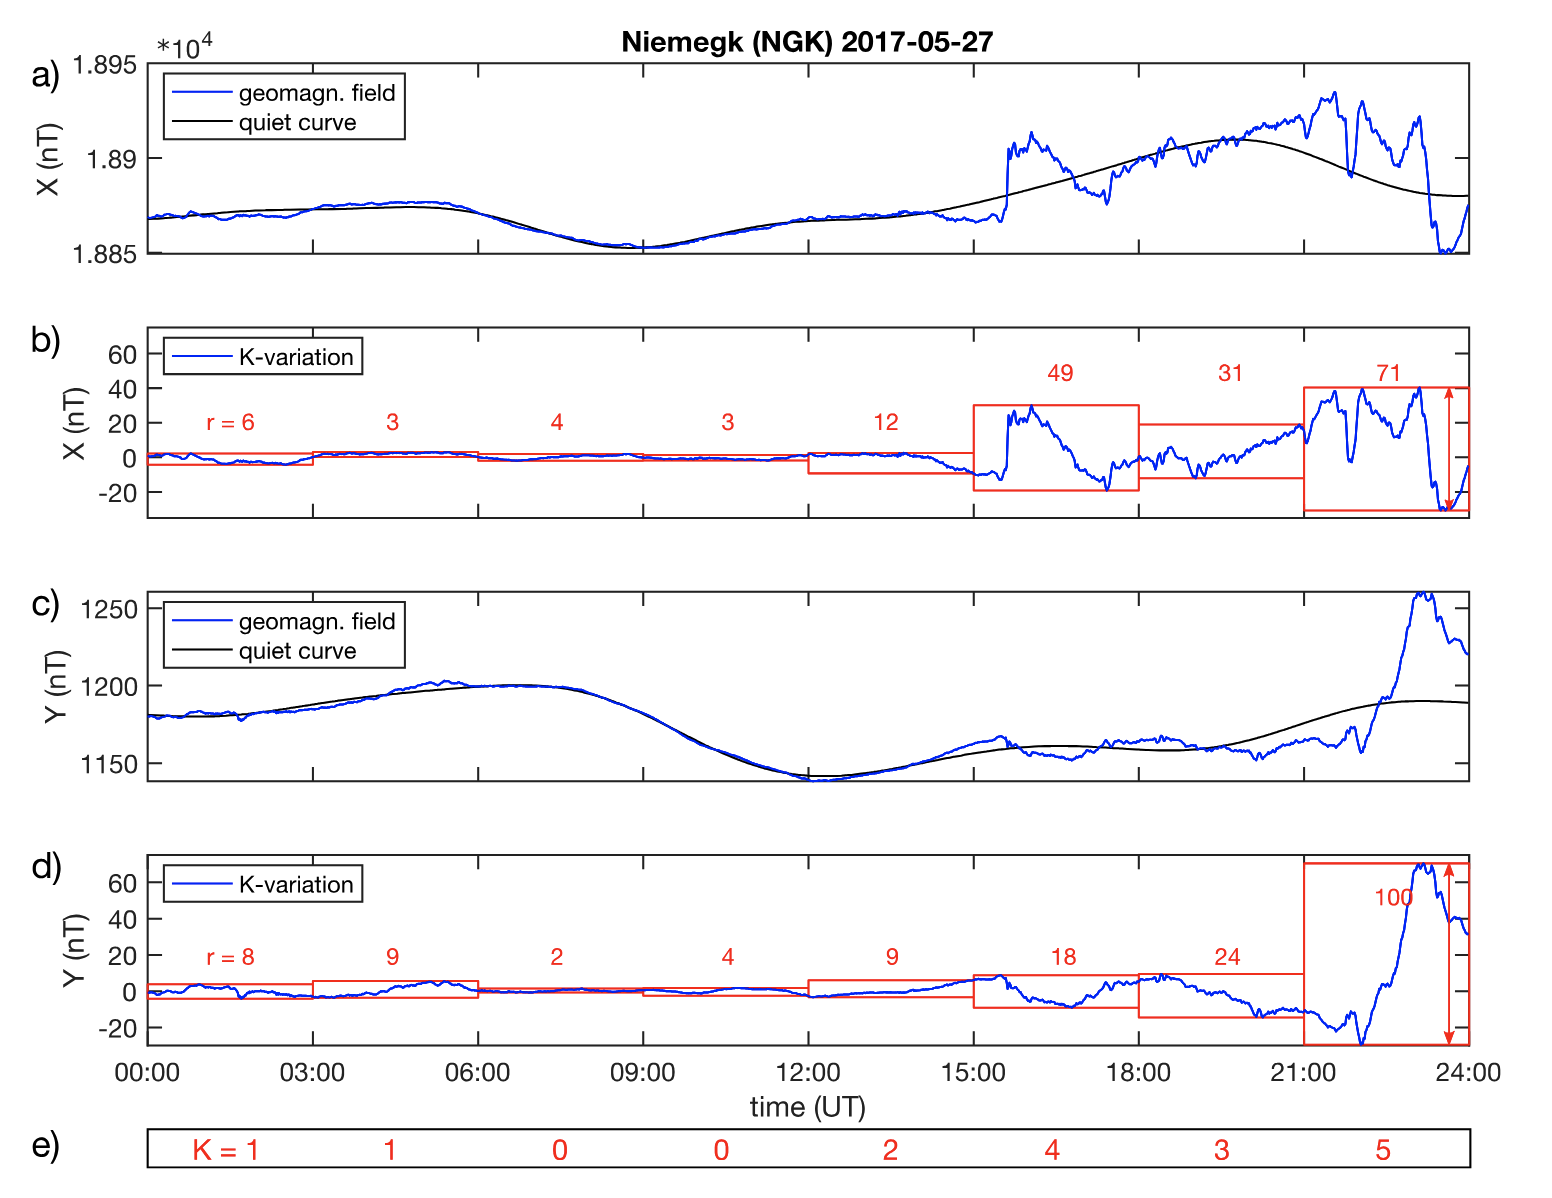 Niemegk (NGK) 2017-05-27
a)
*10⁴
1.895
1.89
1.885
X (nT)
geomagn. field
quiet curve
b)
60
40
20
0
-20
X (nT)
K-variation
r = 6 3 4 3 12 49 31 71
c)
1250
1200
1150
Y (nT)
geomagn. field
quiet curve
d)
60
40
20
0
-20
Y (nT)
K-variation
r = 8 9 2 4 9 18 24 100
00:00 03:00 06:00 09:00 12:00 15:00 18:00 21:00 24:00
time (UT)
e)
K = 1 1 0 0 2 4 3 5